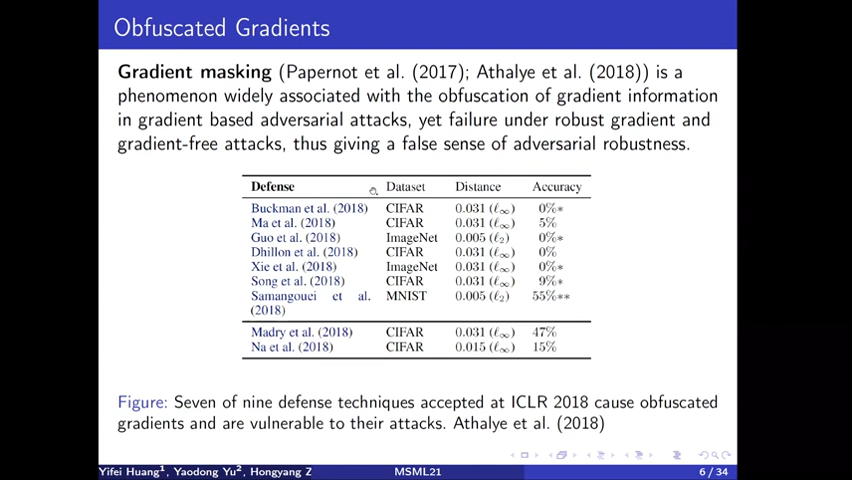 Obfuscated Gradients
Gradient masking (Papernot et al. (2017); Athalye et al. (2018)) is a
phenomenon widely associated with the obfuscation of gradient information
in gradient based adversarial attacks, yet failure under robust gradient and
gradient-free attacks, thus giving a false sense of adversarial robustness.
Defense Dataset Distance Accuracy
Buckman et al. (2018) CIFAR 0.031 (ℓ∞) 0%∗
Ma et al. (2018) CIFAR 0.031 (ℓ∞) 5%
Guo et al. (2018) ImageNet 0.005 (ℓ2) 0%∗
Dhillon et al. (2018) CIFAR 0.031 (ℓ∞) 0%
Xie et al. (2018) ImageNet 0.031 (ℓ∞) 0%∗
Song et al. (2018) CIFAR 0.031 (ℓ∞) 9%∗
Samangouei et al. MNIST 0.005 (ℓ2) 55%∗∗
(2018)
Madry et al. (2018) CIFAR 0.031 (ℓ∞) 47%
Na et al. (2018) CIFAR 0.015 (ℓ∞) 15%
Figure: Seven of nine defense techniques accepted at ICLR 2018 cause obfuscated
gradients and are vulnerable to their attacks. Athalye et al. (2018)
Yifei Huang1, Yaodong Yu2, Hongyang Z MSML21 6 / 34